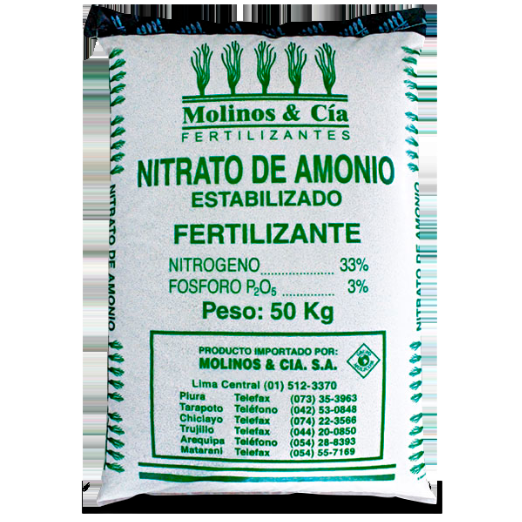 Molinos & Cía
FERTILIZANTES
NITRATO DE AMONIO
ESTABILIZADO
FERTILIZANTE
NITROGENO..................... 33%
FOSFORO P₂O₅ ............... 3%
Peso: 50 Kg
PRODUCTO IMPORTADO POR:
MOLINOS & CIA. S.A.
Lima Central (01) 512-3370
Piura Telefax (073) 35-3963
Tarapoto Teléfono (042) 53-0848
Chiclayo Telefax (074) 22-3566
Trujillo Telefax (044) 20-0850
Arequipa Teléfono (054) 28-8393
Matarani Telefax (054) 55-7169
NITRATO DE AMONIO
NITRATO DE AMONIO